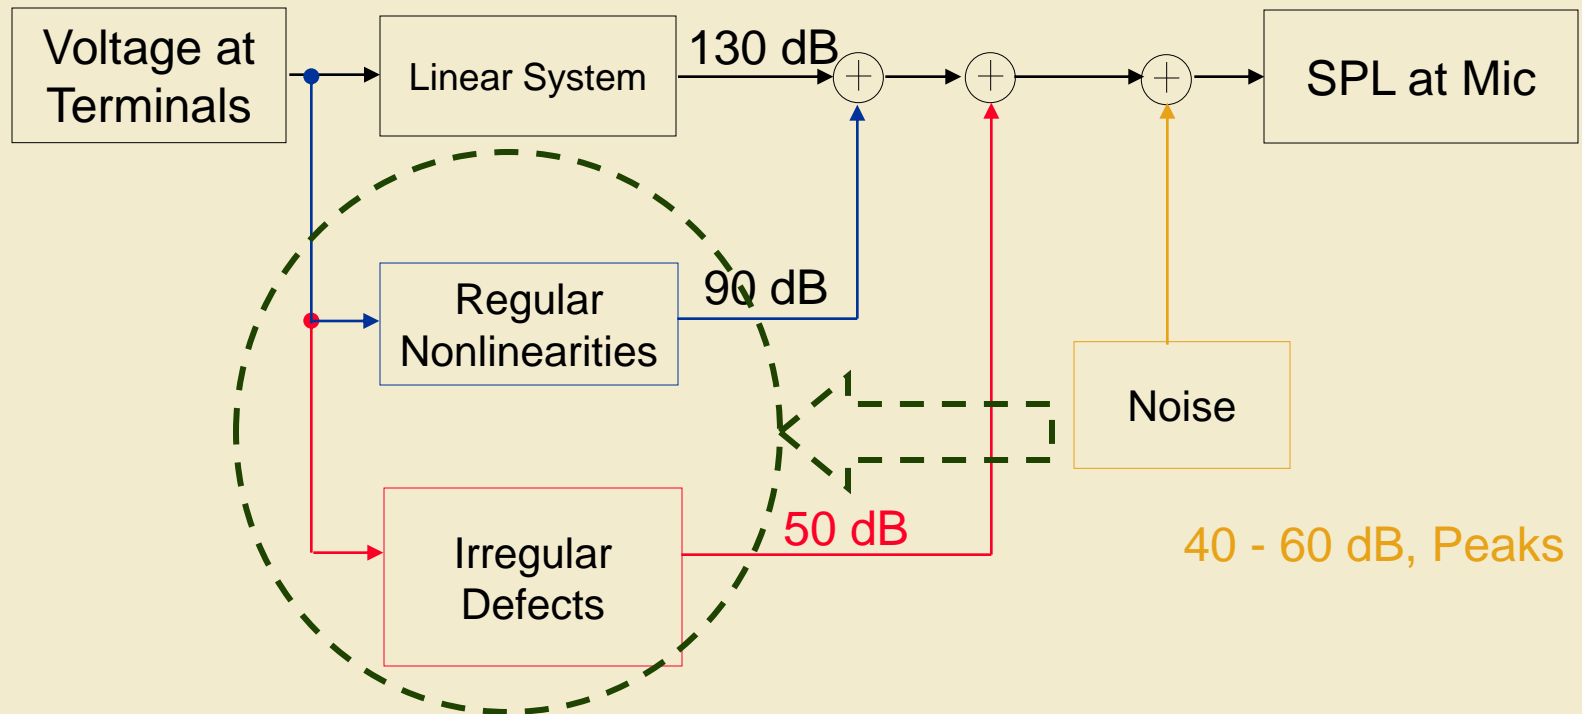 Voltage at
Terminals
Linear System
130 dB
SPL at Mic
Regular
Nonlinearities
90 dB
Noise
Irregular
Defects
50 dB
40 - 60 dB, Peaks